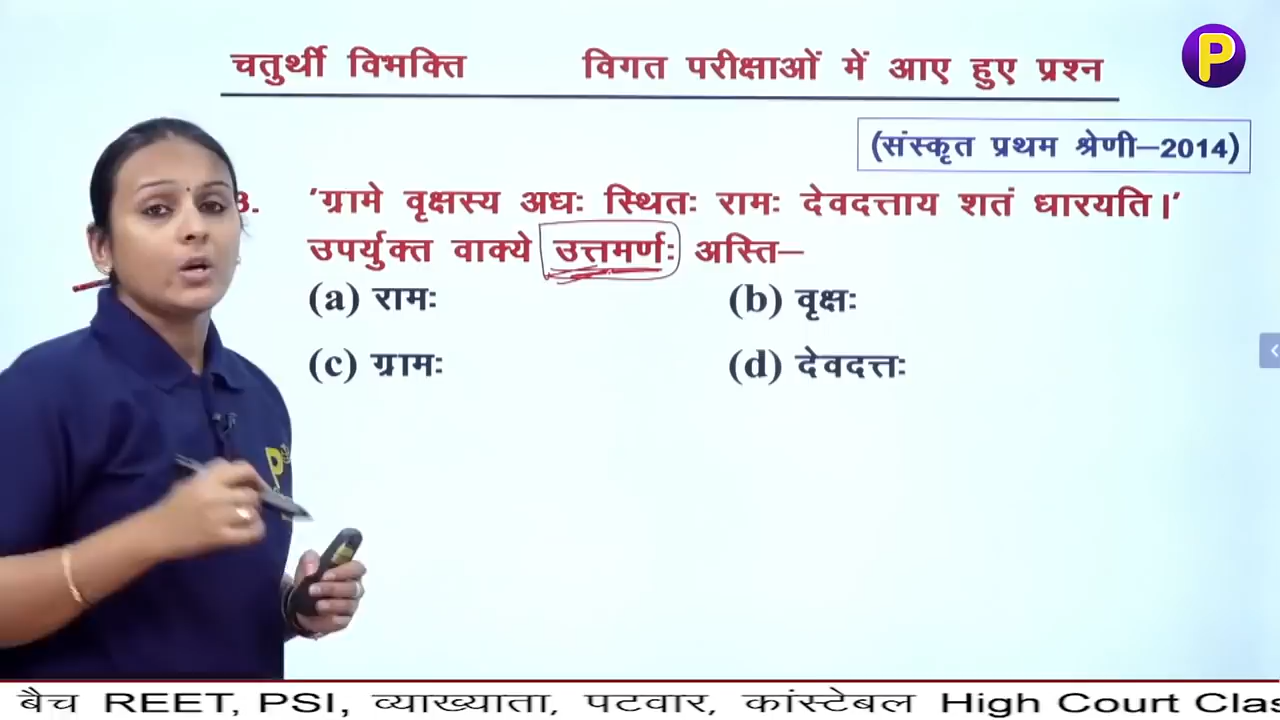 चतुर्थी विभक्ति विगत परीक्षाओं में आए हुए प्रश्न
P
(संस्कृत प्रथम श्रेणी–2014)
3. 'ग्रामे वृक्षस्य अधः स्थितः रामः देवदत्ताय शतं धारयति।'
उपर्युक्त वाक्ये उत्तमर्णः अस्ति–
(a) रामः (b) वृक्षः
(c) ग्रामः (d) देवदत्तः
P
बैच REET, PSI, व्याख्याता, पटवार, कांस्टेबल High Court Clas